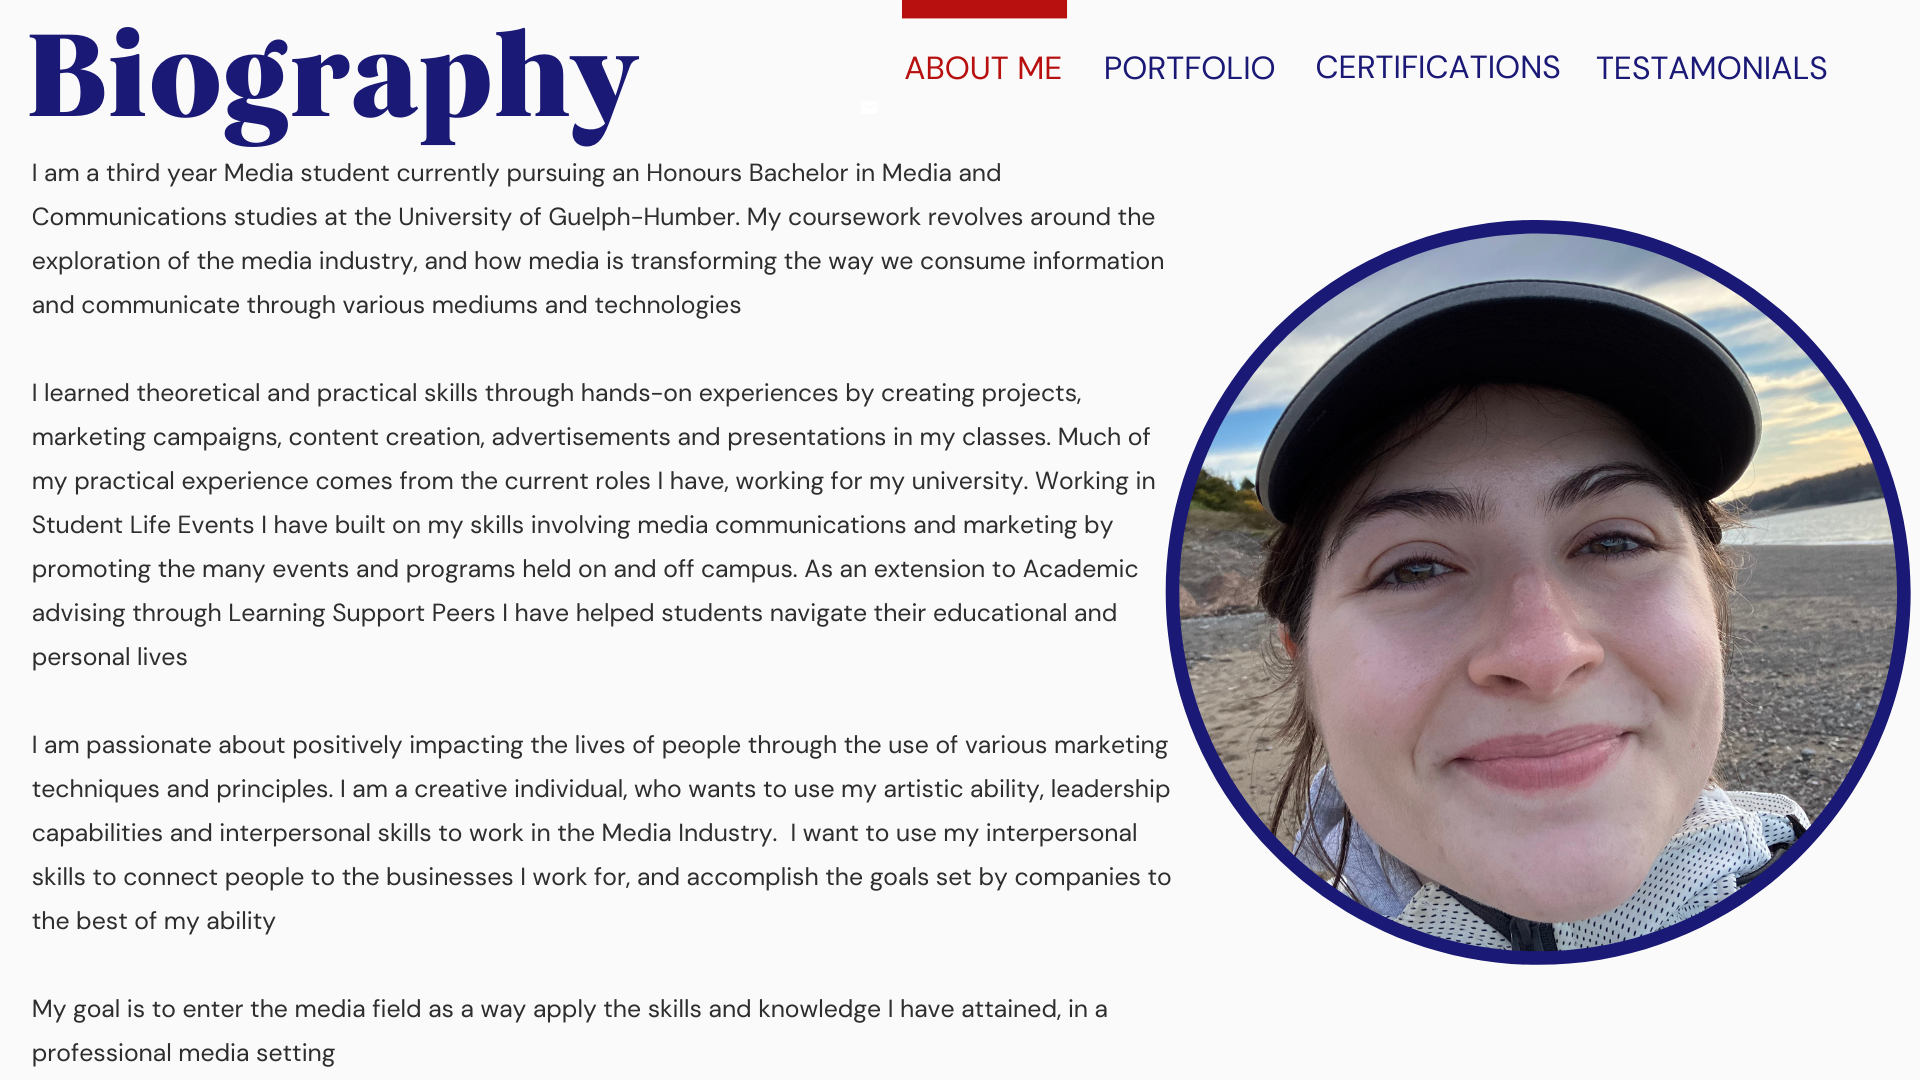 Biography
ABOUT ME
PORTFOLIO
CERTIFICATIONS
TESTAMONIALS
I am a third year Media student currently pursuing an Honours Bachelor in Media and
Communications studies at the University of Guelph-Humber. My coursework revolves around the
exploration of the media industry, and how media is transforming the way we consume information
and communicate through various mediums and technologies
I learned theoretical and practical skills through hands-on experiences by creating projects,
marketing campaigns, content creation, advertisements and presentations in my classes. Much of
my practical experience comes from the current roles I have, working for my university. Working in
Student Life Events I have built on my skills involving media communications and marketing by
promoting the many events and programs held on and off campus. As an extension to Academic
advising through Learning Support Peers I have helped students navigate their educational and
personal lives
I am passionate about positively impacting the lives of people through the use of various marketing
techniques and principles. I am a creative individual, who wants to use my artistic ability, leadership
capabilities and interpersonal skills to work in the Media Industry.  I want to use my interpersonal
skills to connect people to the businesses I work for, and accomplish the goals set by companies to
the best of my ability
My goal is to enter the media field as a way apply the skills and knowledge I have attained, in a
professional media setting